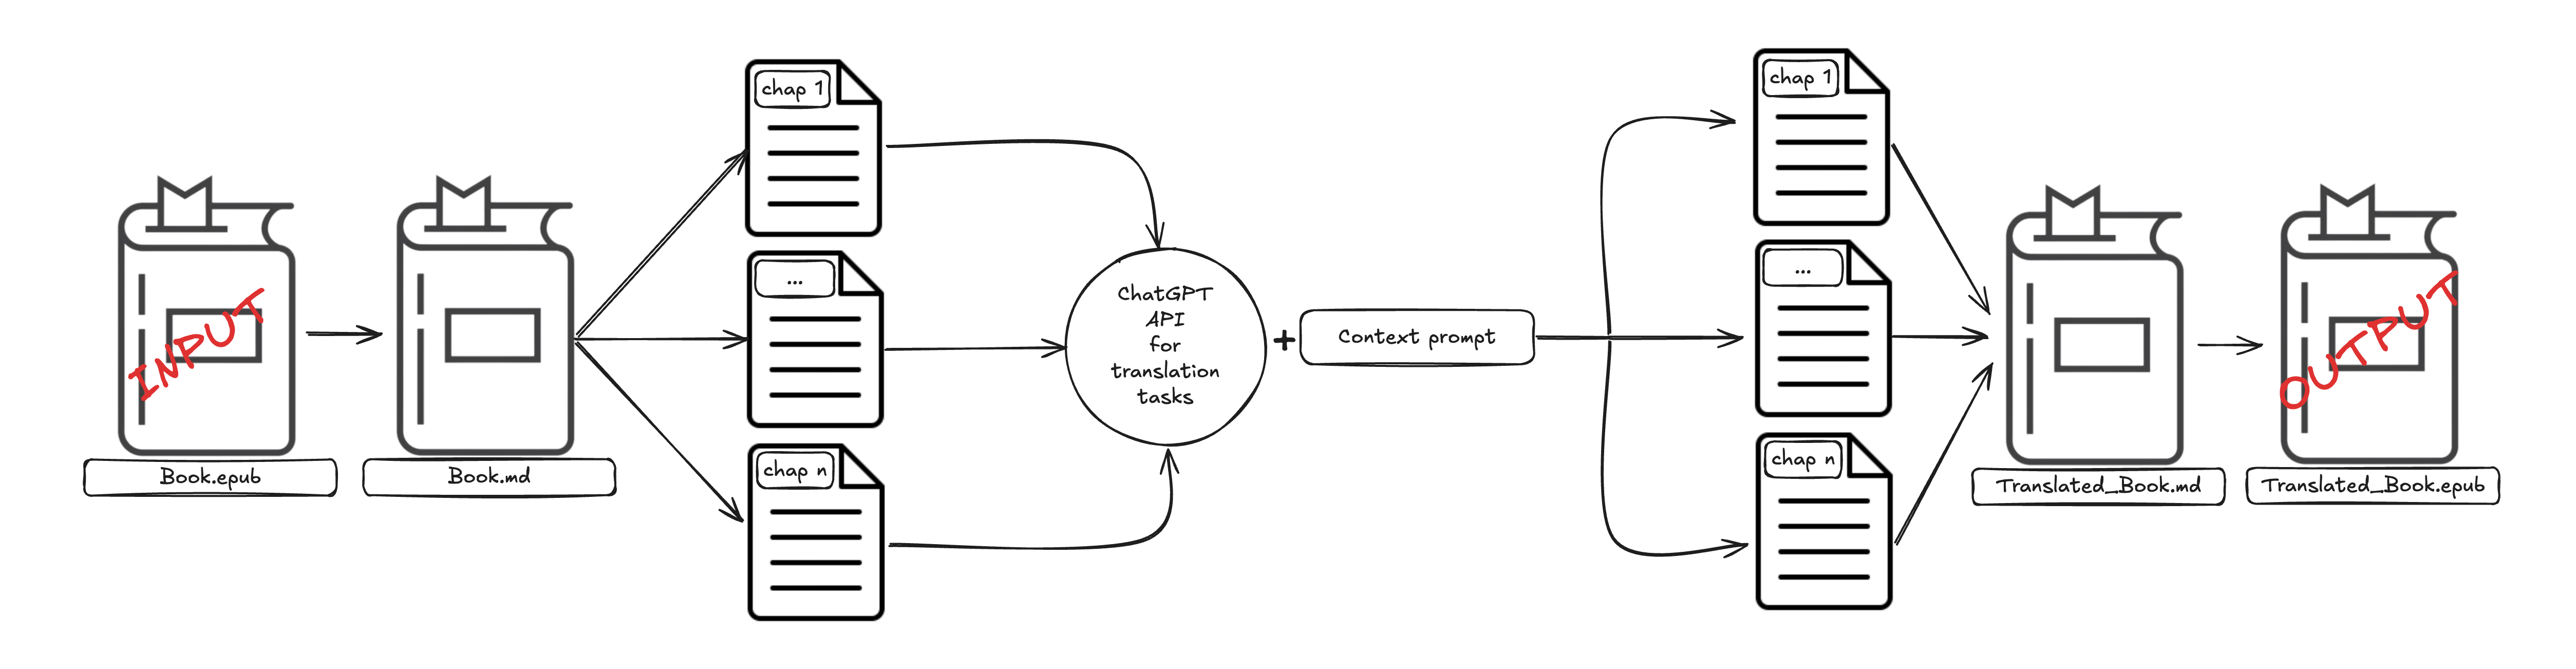 INPUT
Book.epub
Book.md
chap 1
...
chap n
ChatGPT
API
for
translation
tasks
+
Context prompt
chap 1
...
chap n
Translated_Book.md
OUTPUT
Translated_Book.epub